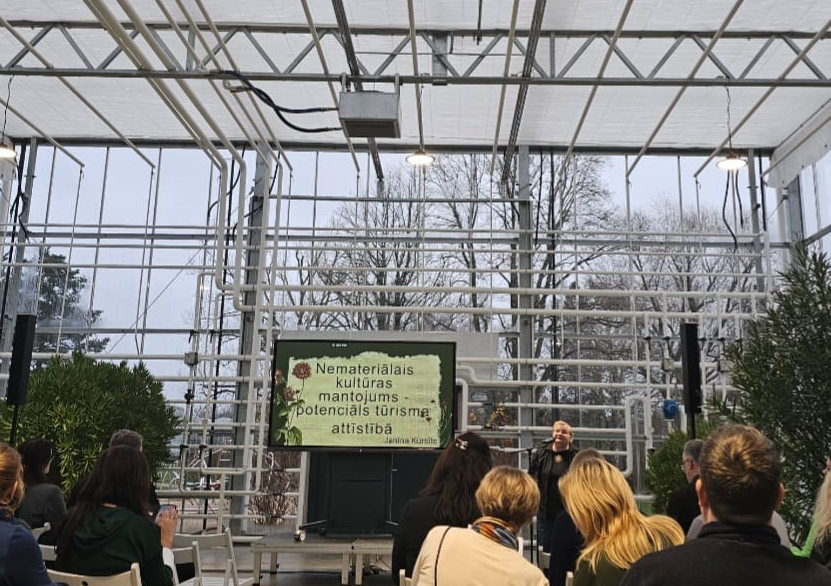 Nemateriālais
kultūras
mantojums -
potenciāls tūrisma
attīstībā
Janīna Kursīte